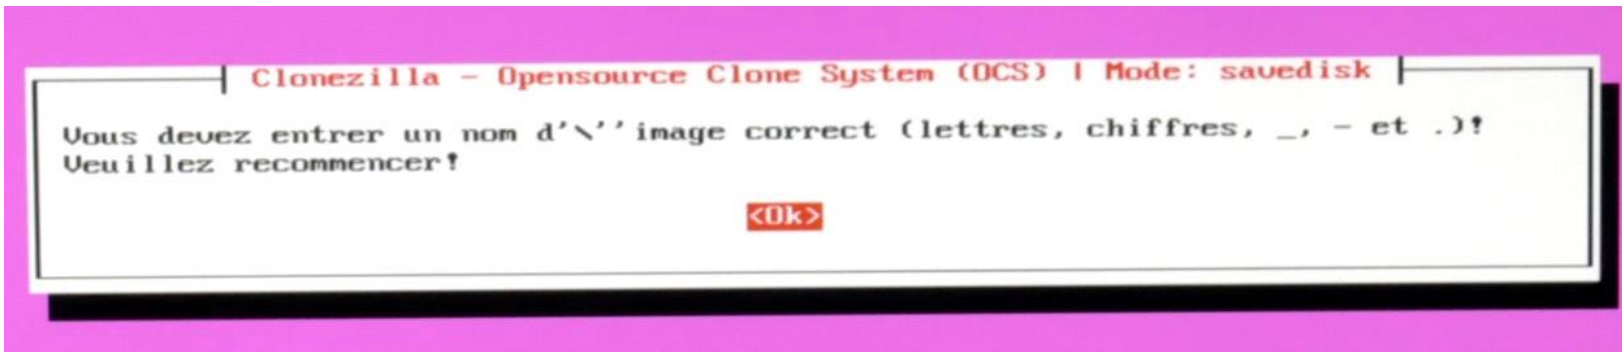 Clonezilla - Opensource Clone System (OCS) | Mode: savedisk
Vous devez entrer un nom d'\''image correct (lettres, chiffres, _, - et .)!
Veuillez recommencer!
<Ok>